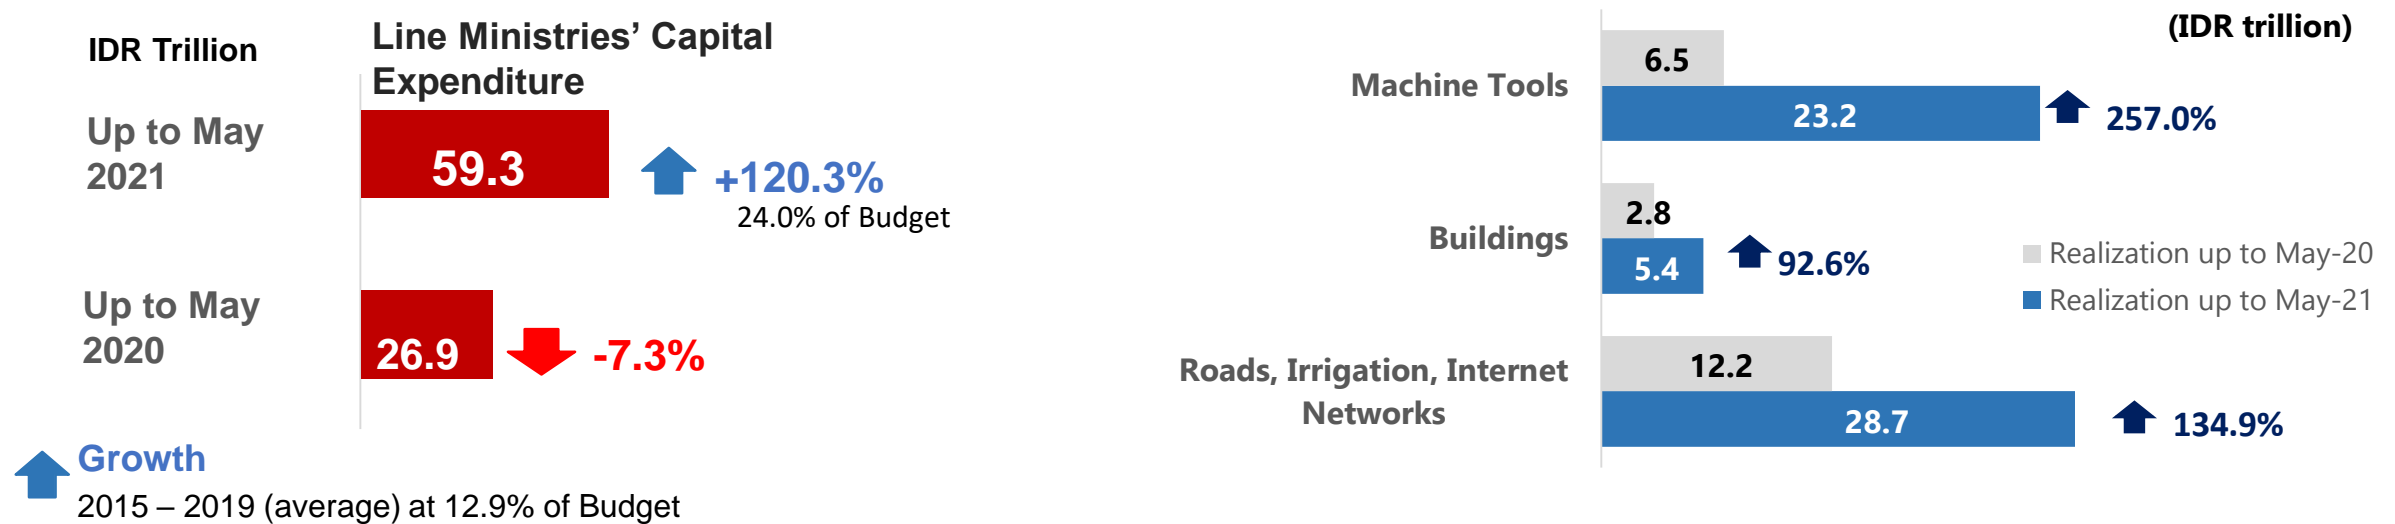 IDR Trillion
Line Ministries’ Capital
Expenditure
Up to May
2021
59.3
+120.3%
24.0% of Budget
Up to May
2020
26.9
-7.3%
Growth
2015 – 2019 (average) at 12.9% of Budget
(IDR trillion)
Machine Tools
6.5
23.2
257.0%
Buildings
2.8
5.4
92.6%
Realization up to May-20
Realization up to May-21
Roads, Irrigation, Internet
Networks
12.2
28.7
134.9%